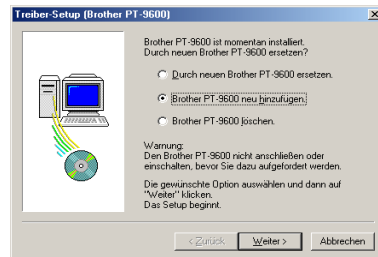 Treiber-Setup (Brother PT-9600)
Brother PT-9600 ist momentan installiert.
Durch neuen Brother PT-9600 ersetzen?
Durch neuen Brother PT-9600 ersetzen.
Brother PT-9600 neu hinzufügen.
Brother PT-9600 löschen.
Warnung:
Den Brother PT-9600 nicht anschließen oder
einschalten, bevor Sie dazu aufgefordert werden.
Die gewünschte Option auswählen und dann auf
"Weiter" klicken.
Das Setup beginnt.
< Zurück Weiter > Abbrechen